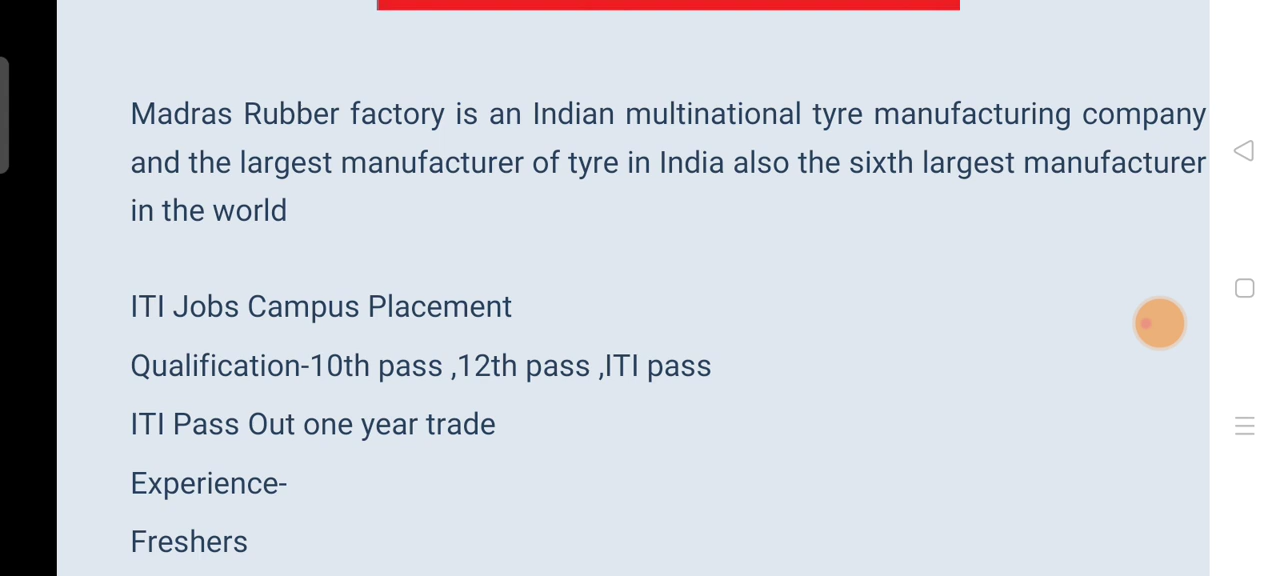 Madras Rubber factory is an Indian multinational tyre manufacturing company
and the largest manufacturer of tyre in India also the sixth largest manufacturer
in the world
ITI Jobs Campus Placement
Qualification-10th pass ,12th pass ,ITI pass
ITI Pass Out one year trade
Experience-
Freshers